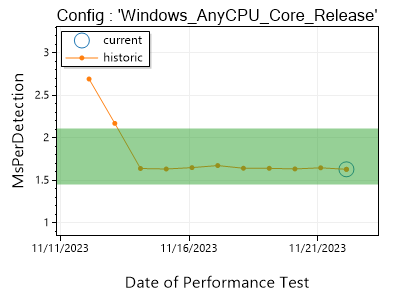 Config : 'Windows_AnyCPU_Core_Release'
current
historic
3
2.5
2
1.5
1
MsPerDetection
11/11/2023
11/16/2023
11/21/2023
Date of Performance Test